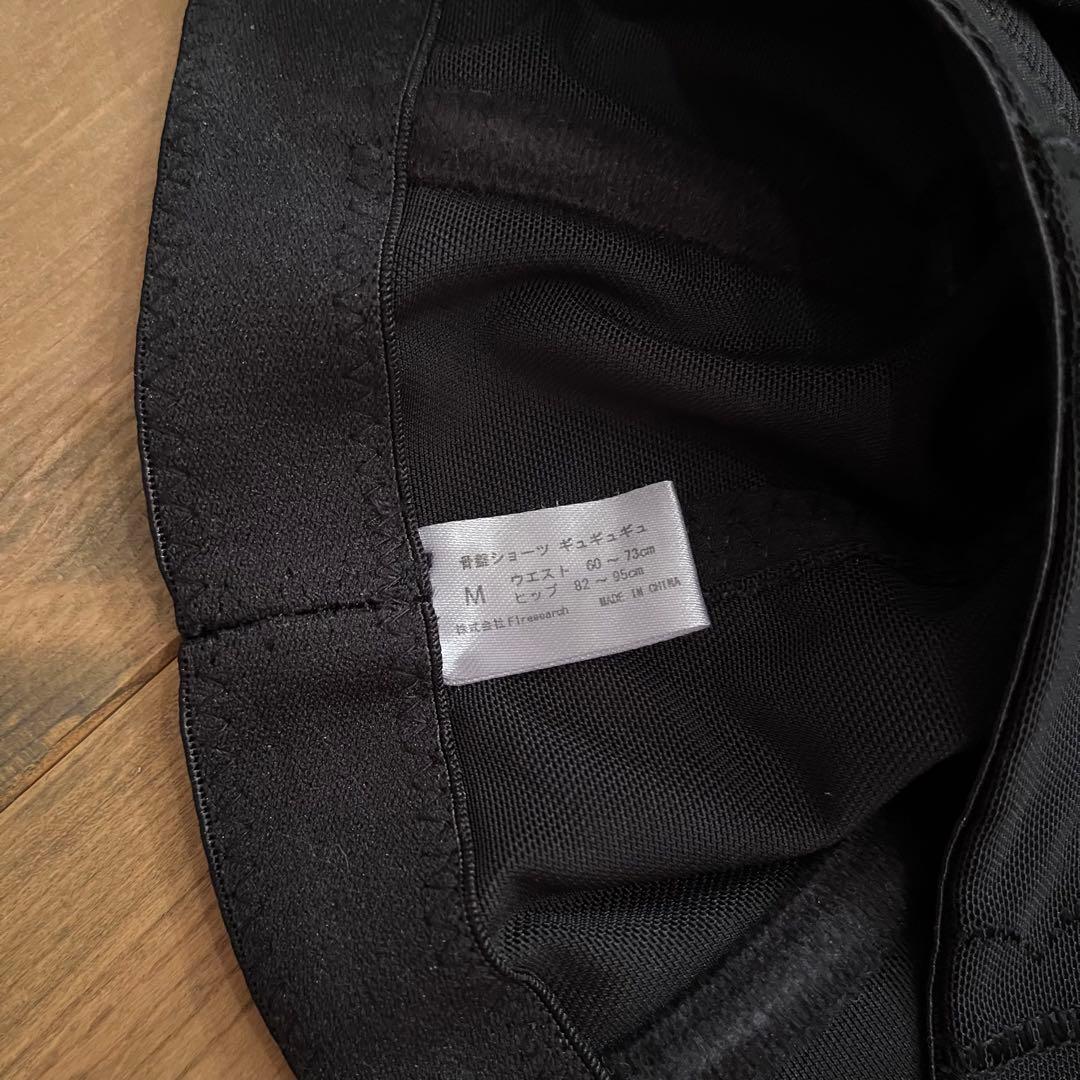 骨盤ショーツ ギュギュギュ
M ウエスト 60～73cm
ヒップ 82～95cm
株式会社F1research MADE IN CHINA